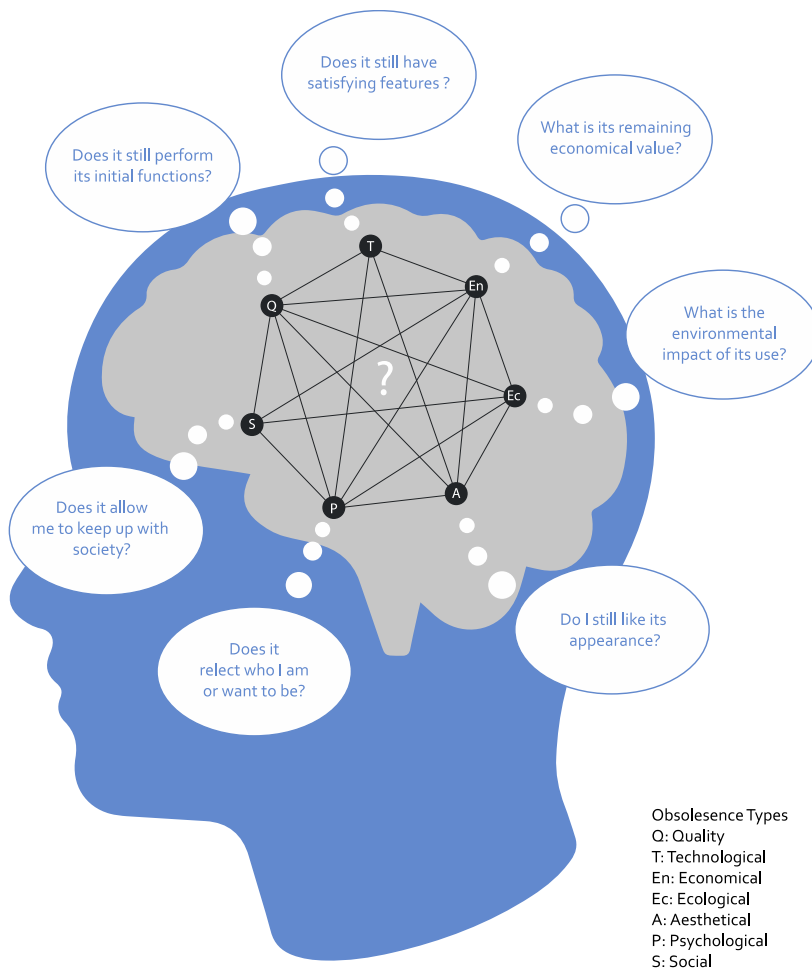 Does it still have
satisfying features ?
What is its remaining
economical value?
Does it still perform
its initial functions?
T
En
What is the
environmental
impact of its use?
Q
?
Ec
S
A
P
Does it allow
me to keep up with
society?
Do I still like its
appearance?
Does it
relect who I am
or want to be?
Obsolesence Types
Q: Quality
T: Technological
En: Economical
Ec: Ecological
A: Aesthetical
P: Psychological
S: Social